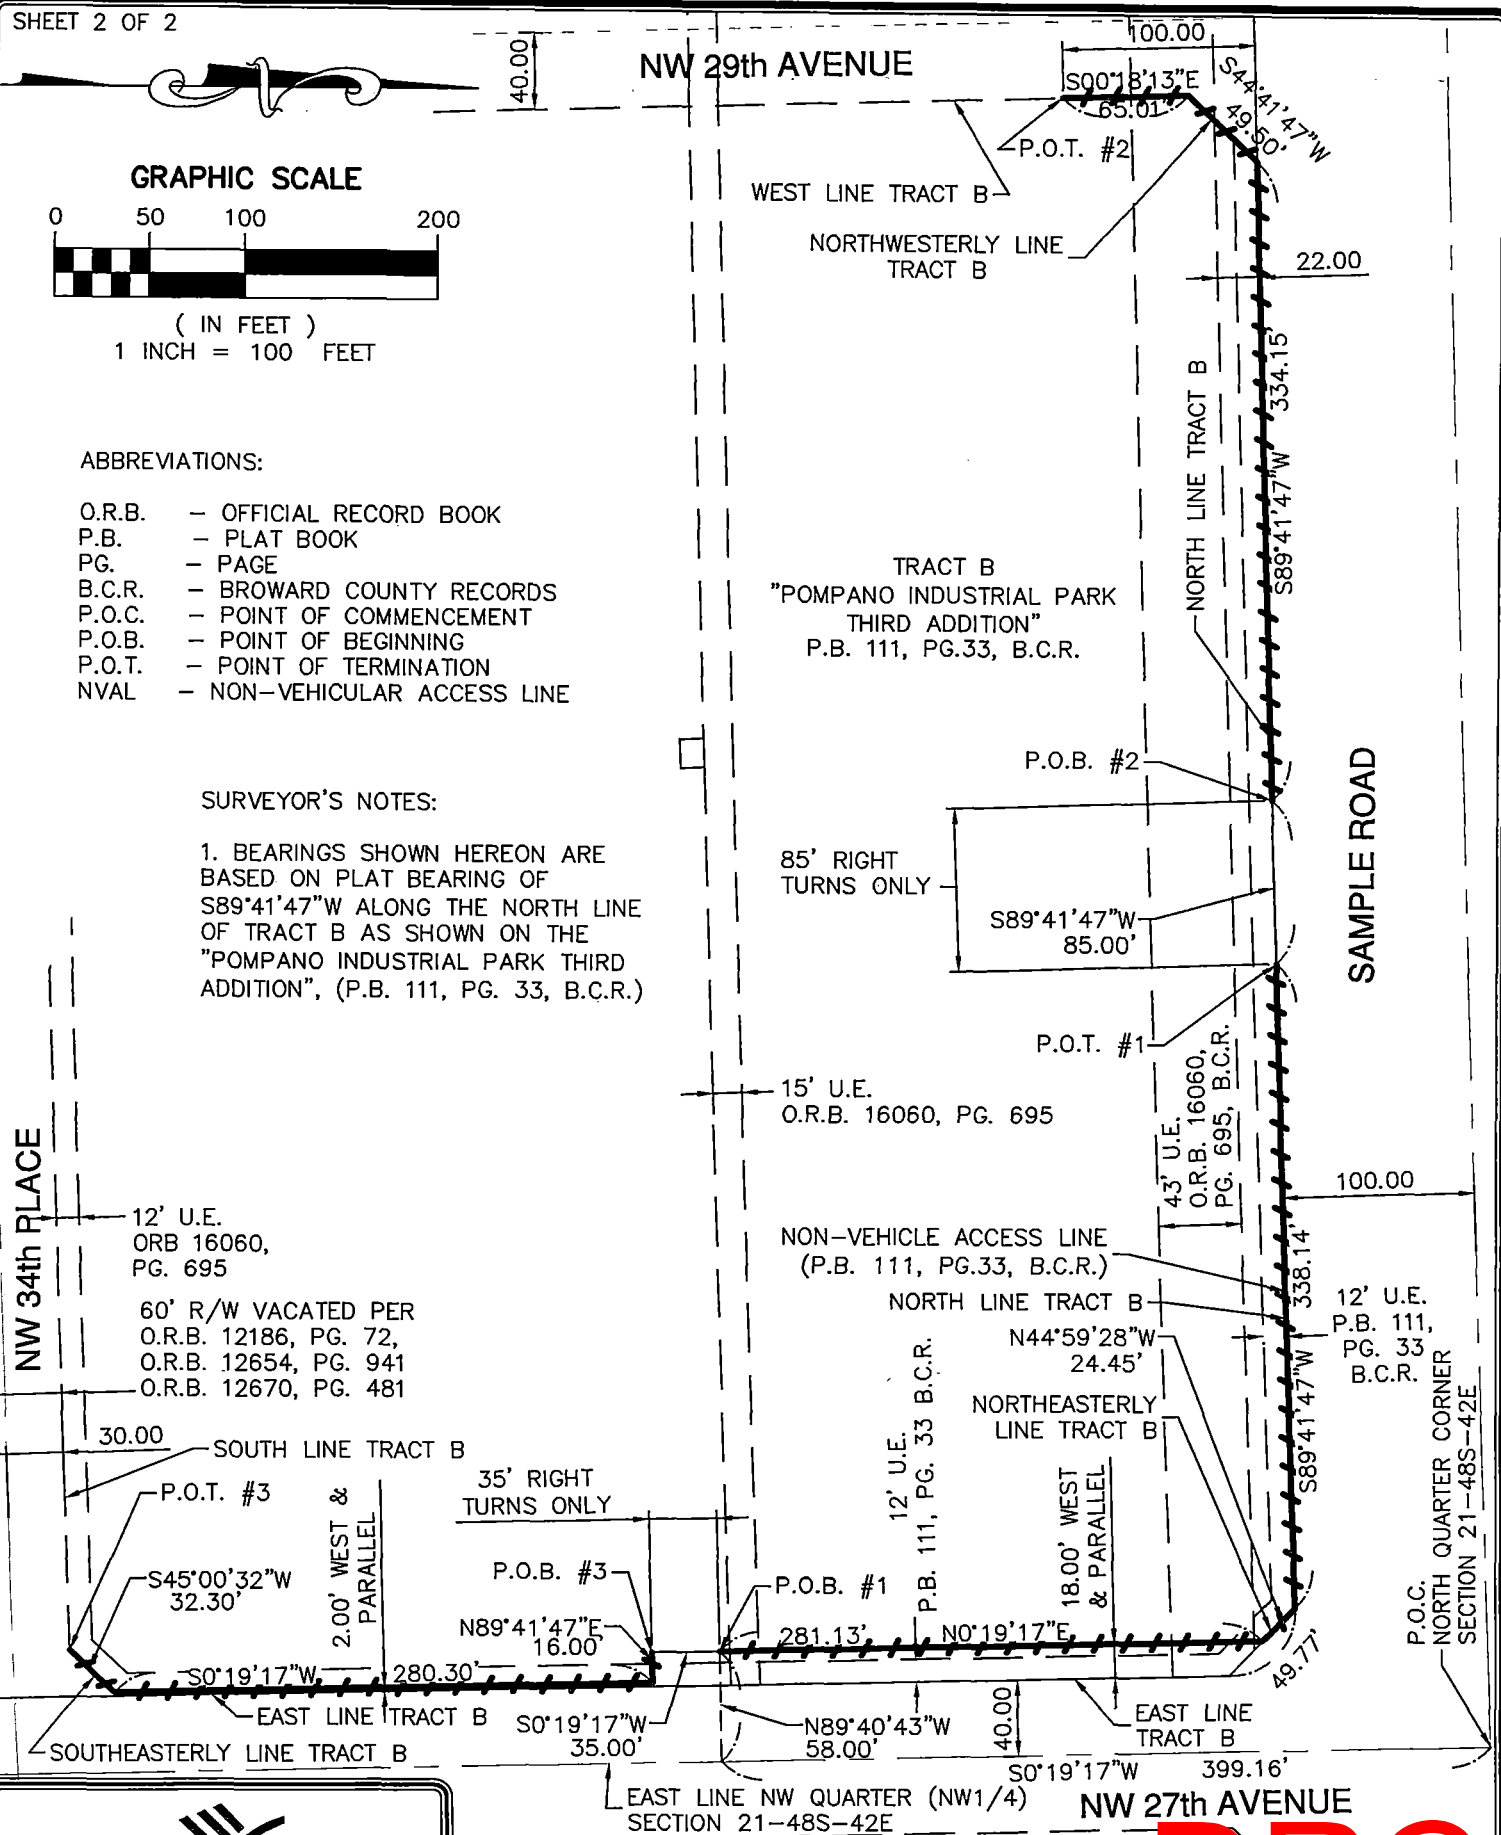 SHEET 2 OF 2
40.00
NW 29th AVENUE
100.00
S00°18'13"E
65.01'
S44°41'47"W
49.50'
P.O.T. #2
WEST LINE TRACT B
NORTHWESTERLY LINE
TRACT B
22.00
GRAPHIC SCALE
0 50 100 200
( IN FEET )
1 INCH = 100 FEET
334.15'
S89°41'47"W
NORTH LINE TRACT B
ABBREVIATIONS:
O.R.B. – OFFICIAL RECORD BOOK
P.B. – PLAT BOOK
PG. – PAGE
B.C.R. – BROWARD COUNTY RECORDS
P.O.C. – POINT OF COMMENCEMENT
P.O.B. – POINT OF BEGINNING
P.O.T. – POINT OF TERMINATION
NVAL – NON-VEHICULAR ACCESS LINE
TRACT B
"POMPANO INDUSTRIAL PARK
THIRD ADDITION"
P.B. 111, PG.33, B.C.R.
P.O.B. #2
SURVEYOR'S NOTES:
1. BEARINGS SHOWN HEREON ARE
BASED ON PLAT BEARING OF
S89°41'47"W ALONG THE NORTH LINE
OF TRACT B AS SHOWN ON THE
"POMPANO INDUSTRIAL PARK THIRD
ADDITION", (P.B. 111, PG. 33, B.C.R.)
85' RIGHT
TURNS ONLY
S89°41'47"W
85.00'
SAMPLE ROAD
P.O.T. #1
15' U.E.
O.R.B. 16060, PG. 695
43' U.E.
O.R.B. 16060,
PG. 695, B.C.R.
100.00
NW 34th PLACE
12' U.E.
ORB 16060,
PG. 695
60' R/W VACATED PER
O.R.B. 12186, PG. 72,
O.R.B. 12654, PG. 941
O.R.B. 12670, PG. 481
NON-VEHICLE ACCESS LINE
(P.B. 111, PG.33, B.C.R.)
NORTH LINE TRACT B
338.14'
S89°41'47"W
12' U.E.
P.B. 111,
PG. 33
B.C.R.
N44°59'28"W
24.45'
NORTHEASTERLY
LINE TRACT B
30.00
SOUTH LINE TRACT B
P.O.T. #3
S45°00'32"W
32.30'
2.00' WEST &
PARALLEL
35' RIGHT
TURNS ONLY
P.O.B. #3
N89°41'47"E
16.00'
P.O.B. #1
12' U.E.
P.B. 111, PG. 33 B.C.R.
18.00' WEST
& PARALLEL
P.O.C.
NORTH QUARTER CORNER
SECTION 21-48S-42E
281.13'
N0°19'17"E
49.77'
S0°19'17"W
280.30'
EAST LINE TRACT B
SOUTHEASTERLY LINE TRACT B
S0°19'17"W
35.00'
N89°40'43"W
58.00'
40.00
EAST LINE
TRACT B
S0°19'17"W 399.16'
EAST LINE NW QUARTER (NW1/4)
SECTION 21-48S-42E
NW 27th AVENUE